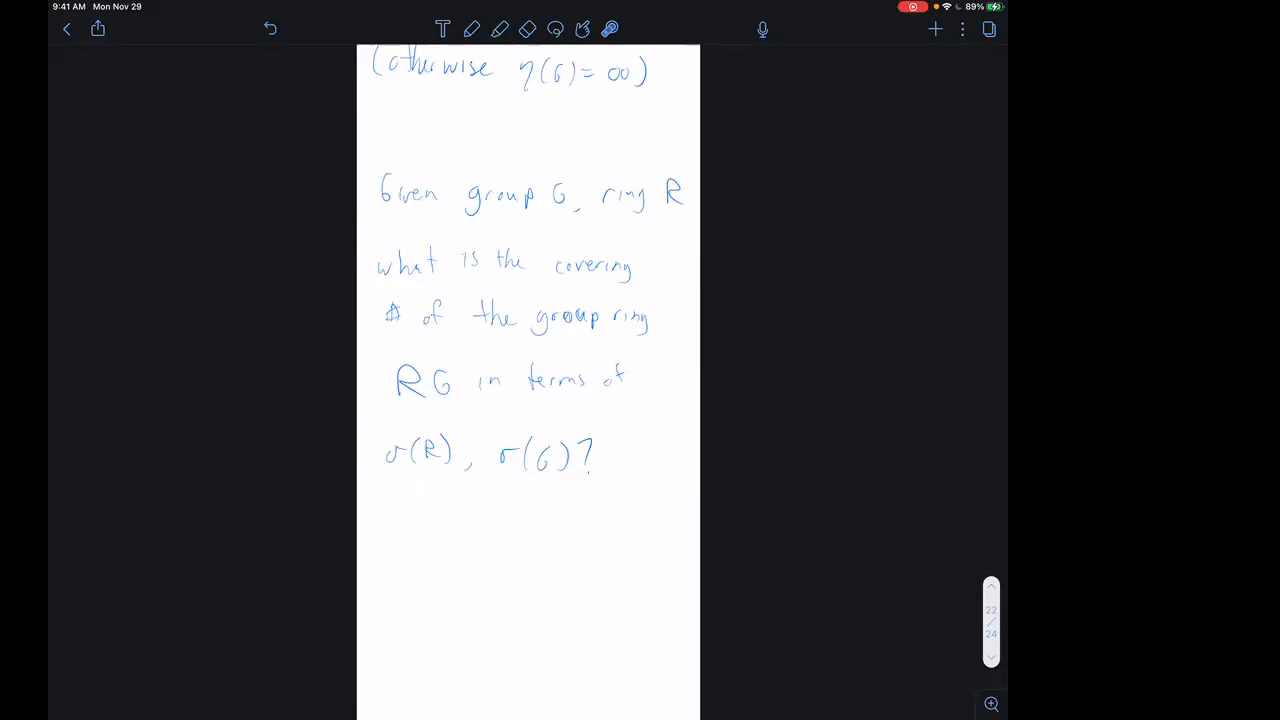 9:41 AM Mon Nov 29
89%
T
(otherwise η(G) = ∞)
Given group G, ring R
what is the covering
# of the group ring
RG in terms of
σ(R), σ(G)?
22
/
24